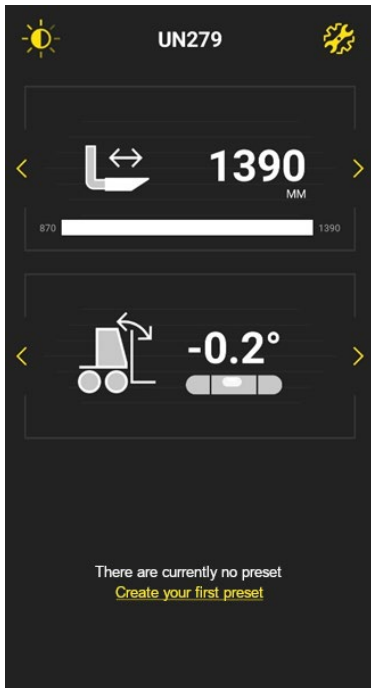 UN279
1390
MM
870
1390
-0.2°
There are currently no preset
Create your first preset